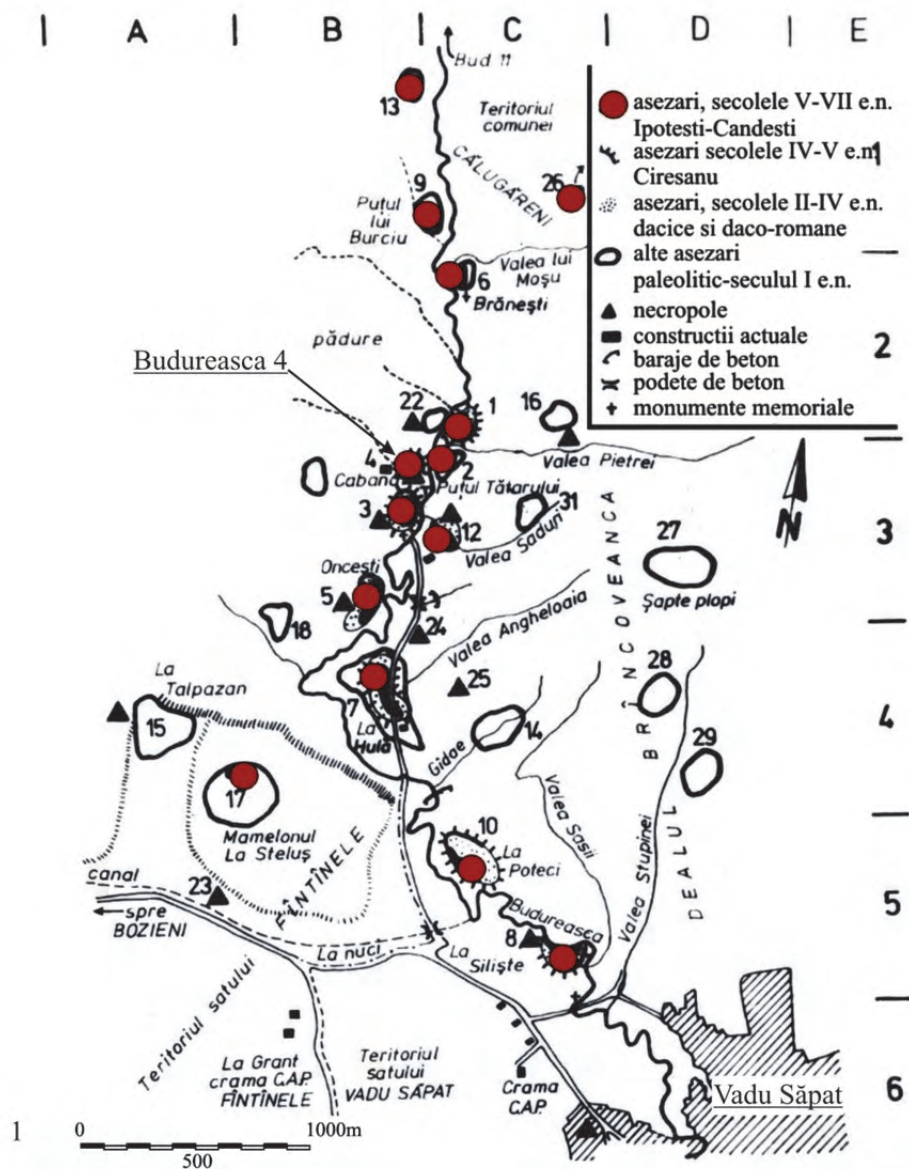 A B C D E
Bud 11
13
Teritoriul
comunei
CĂLUGĂRENI
26
9
Puțul
lui
Burciu
Valea lui
Moșu
6
Brănești
asezari, secolele V-VII e.n.
Ipotesti-Candesti
asezari secolele IV-V e.n.
Ciresanu
asezari, secolele II-IV e.n.
dacice si daco-romane
alte asezari
paleolitic-seculul I e.n.
necropole
constructii actuale
baraje de beton
podete de beton
monumente memoriale
1
2
pădure
Budureasca 4
22
1
16
Valea Pietrei
4
Cabana
2
Puțul Tătarului
3
12
31
Valea Saduri
3
N
27
Șapte plopi
Oncești
5
18
24
Valea Angheloaia
25
7
La
Hulă
14
Gidae
28
29
4
DEALUL BRÎNCOVEANCA
La
Talpazan
15
17
Mamelonul
La Steluș
FÎNTÎNELE
10
La
Poteci
Valea Sasii
Valea Stupinei
5
canal
23
spre
BOZIENI
La nuci
Budureasca
8
La
Siliște
Teritoriul satului
La Grant
crama C.A.P.
FÎNTÎNELE
Teritoriul
satului
VADU SĂPAT
Crama
C.A.P.
Vadu Săpat
6
1
0 1000m
500